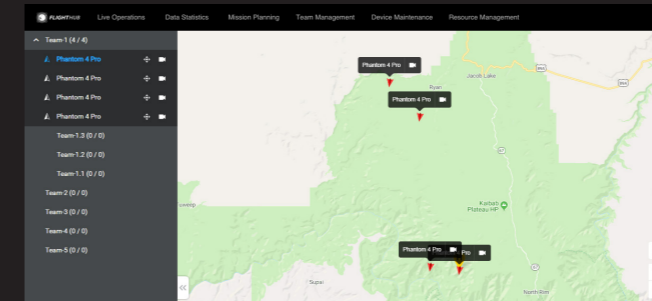 FLIGHTHUB Live Operations Data Statistics Mission Planning Team Management Device Maintenance Resource Management
Team-1 (4 / 4)
Phantom 4 Pro
Phantom 4 Pro
Phantom 4 Pro
Phantom 4 Pro
Team-1.3 (0 / 0)
Team-1.2 (0 / 0)
Team-1.1 (0 / 0)
Team-2 (0 / 0)
Team-3 (0 / 0)
Team-4 (0 / 0)
Team-5 (0 / 0)
Phantom 4 Pro
Jacob Lake
Ryan
Phantom 4 Pro
Kaibab
Plateau HP
Phantom 4 Pro
Pro
Supai
North Rim